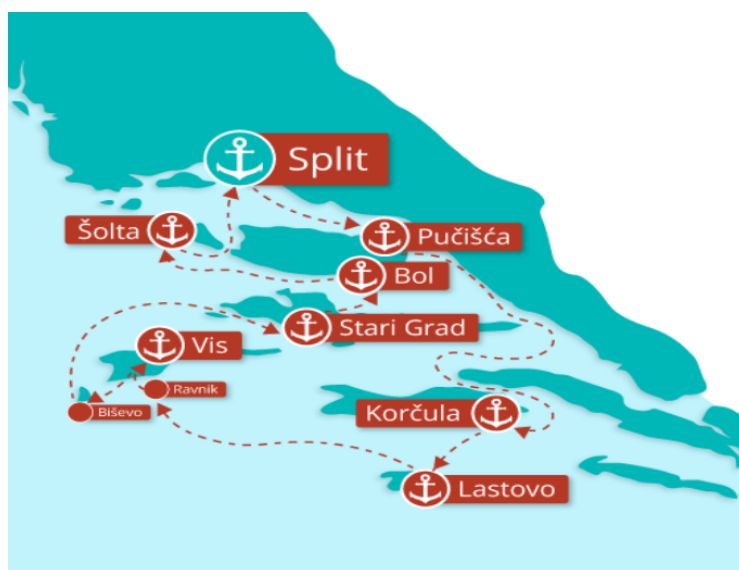 Split
Šolta
Pučišća
Bol
Stari Grad
Vis
Ravnik
Biševo
Korčula
Lastovo